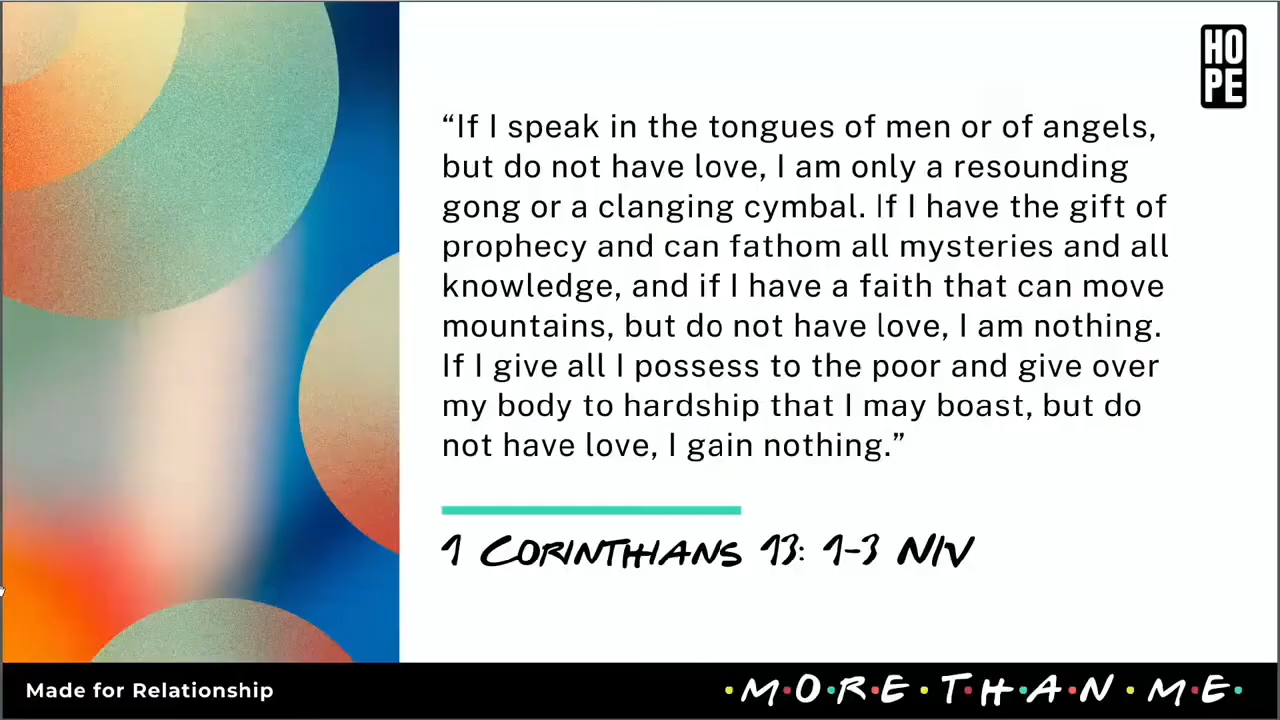 HO
PE
“If I speak in the tongues of men or of angels,
but do not have love, I am only a resounding
gong or a clanging cymbal. If I have the gift of
prophecy and can fathom all mysteries and all
knowledge, and if I have a faith that can move
mountains, but do not have love, I am nothing.
If I give all I possess to the poor and give over
my body to hardship that I may boast, but do
not have love, I gain nothing.”
1 CORINTHIANS 13: 1-3 NIV
Made for Relationship
·M·O·R·E·T·H·A·N·M·E·